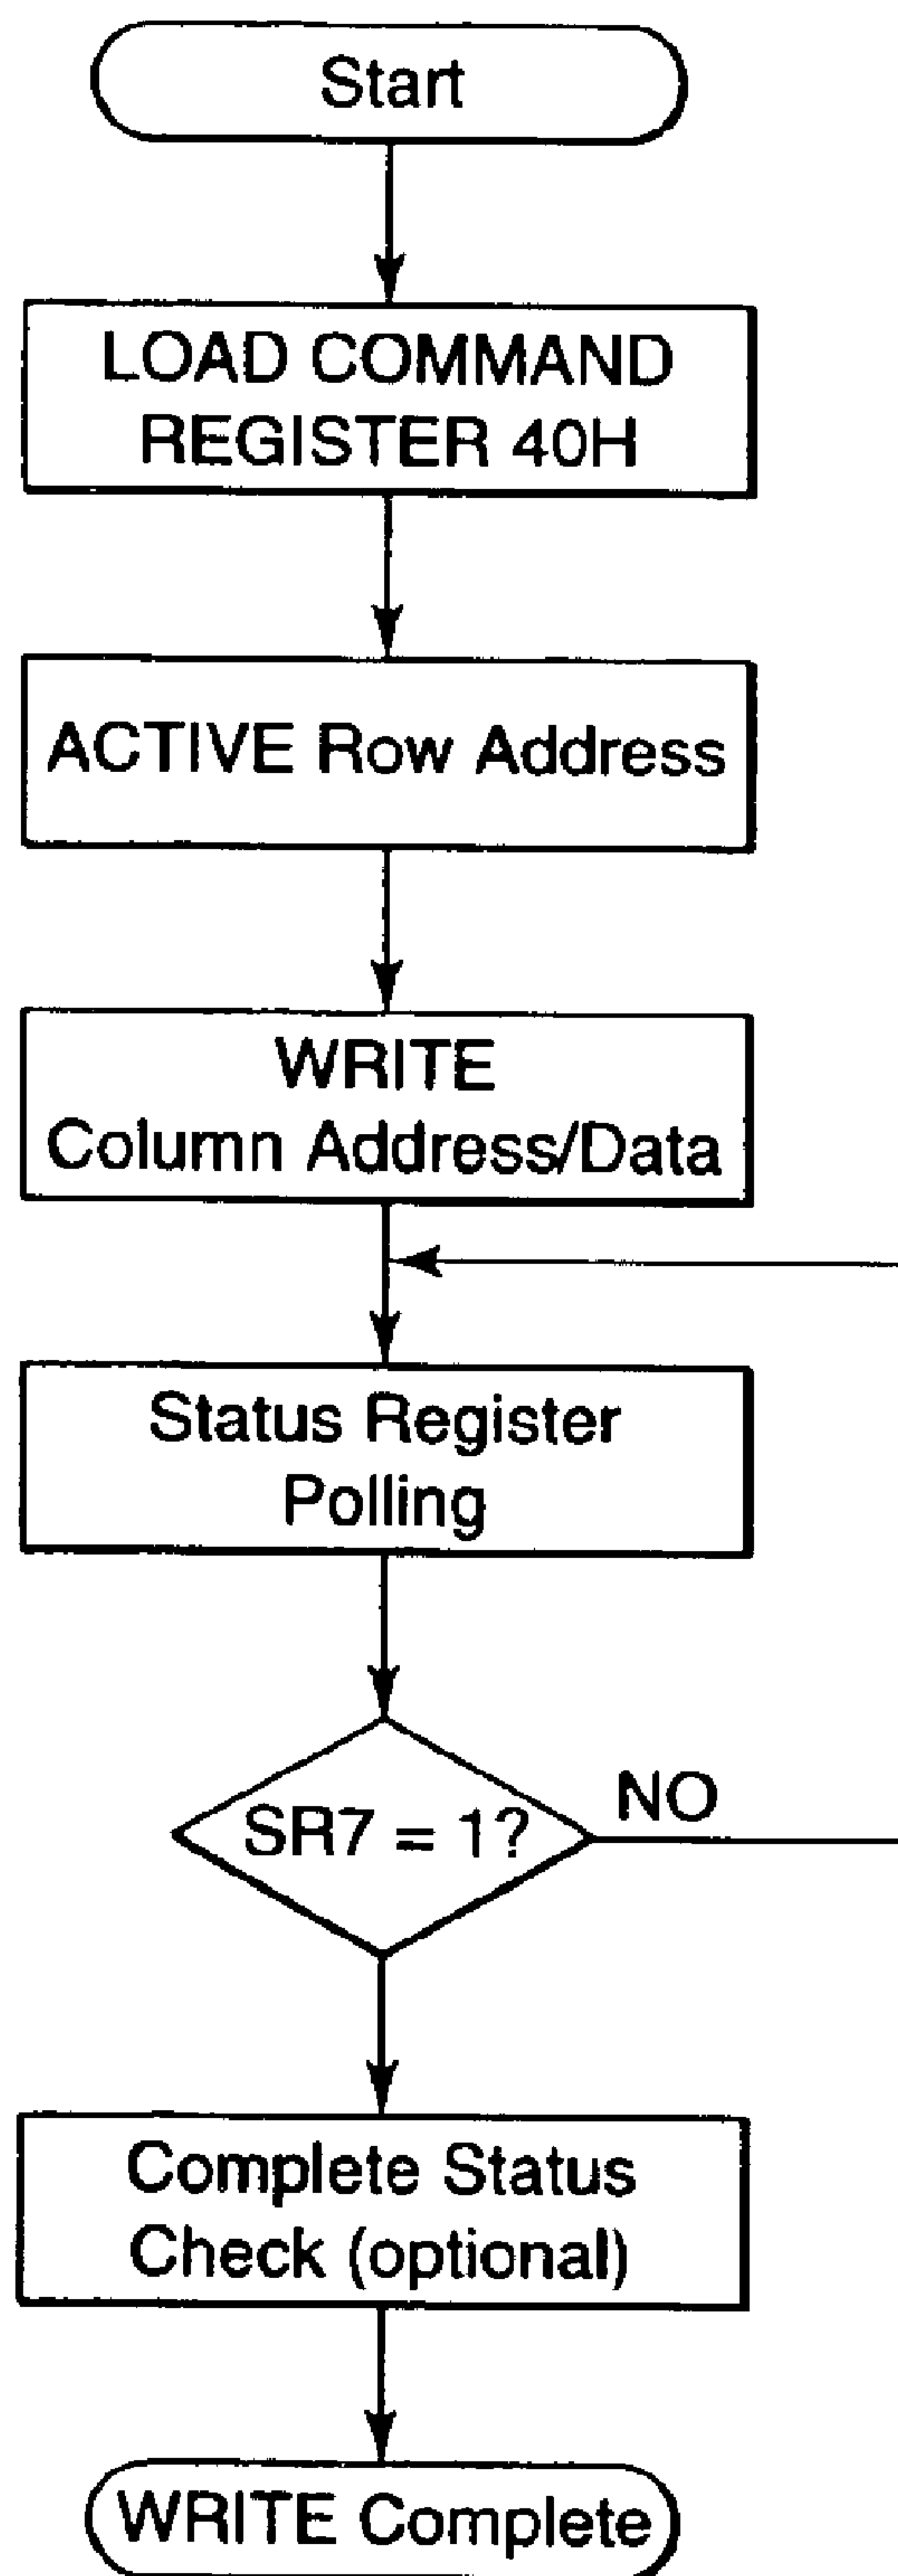 Start
LOAD COMMAND
REGISTER 40H
ACTIVE Row Address
WRITE
Column Address/Data
Status Register
Polling
SR7 = 1?
NO
Complete Status
Check (optional)
WRITE Complete